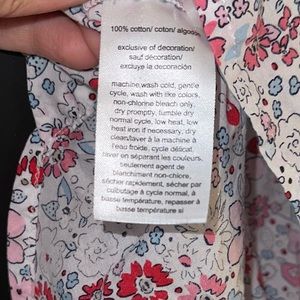 100% cotton/ coton/ algodón
exclusive of decoration/
sauf décoration/
excluye la decoración
machine wash cold, gentle
cycle, wash with like colors,
non-chlorine bleach only,
dry promptly, tumble dry
normal cycle, low heat, low
heat iron if necessary, dry
clean/laver à la machine à
l'eau froide, cycle délicat,
laver en séparant les couleurs,
seulement agent de
blanchiment non-chlore,
sécher rapidement, sécher par
culbutage à cycle normal, à
basse température, repasser à
basse température si